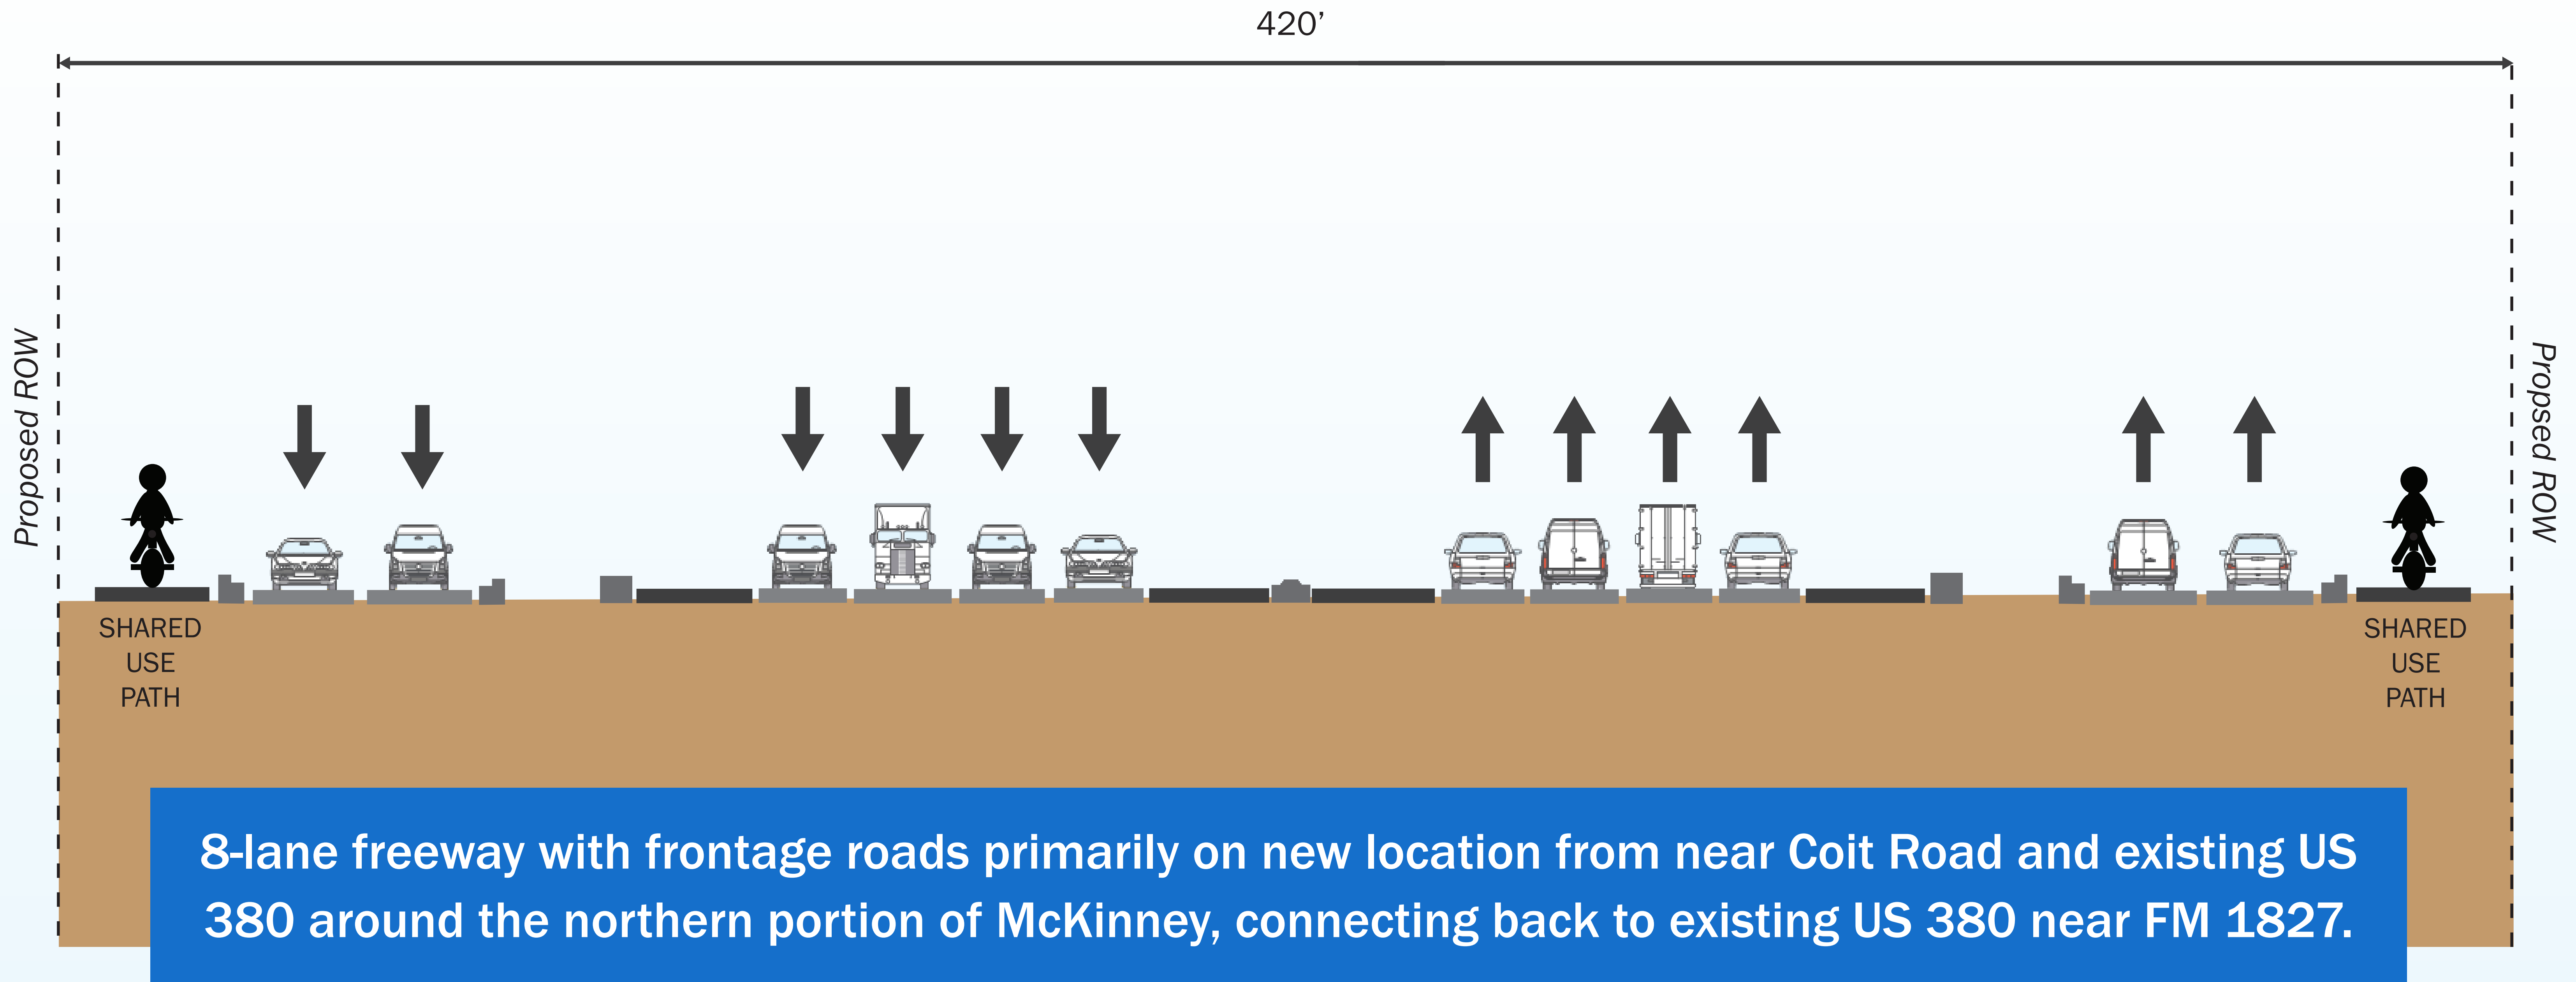 420’
Proposed ROW
Propsed ROW
SHARED
USE
PATH
SHARED
USE
PATH
8-lane freeway with frontage roads primarily on new location from near Coit Road and existing US
380 around the northern portion of McKinney, connecting back to existing US 380 near FM 1827.